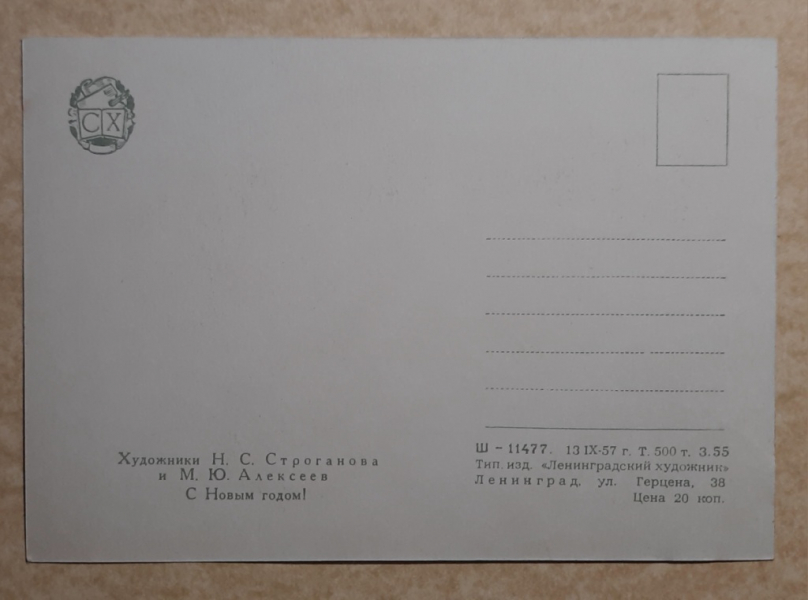 СХ
Художники Н. С. Строганова
и М. Ю. Алексеев
С Новым годом!
Ш – 11477. 13 IX-57 г. Т. 500 т. З.55
Тип. изд. «Ленинградский художник»
Ленинград, ул. Герцена, 38
Цена 20 коп.